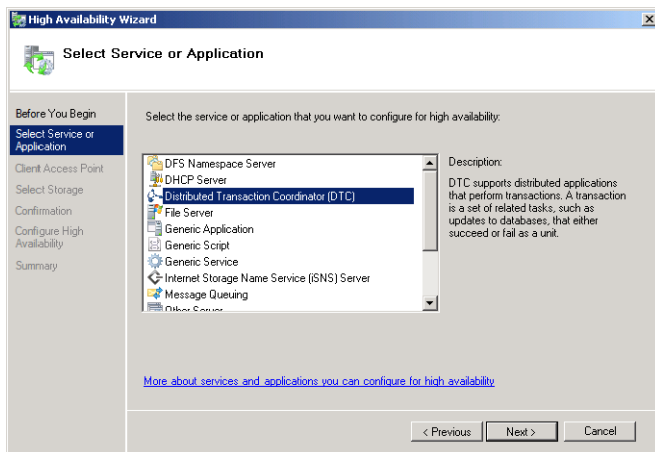 High Availability Wizard
Select Service or Application
Before You Begin
Select Service or
Application
Client Access Point
Select Storage
Confirmation
Configure High
Availability
Summary
Select the service or application that you want to configure for high availability:
DFS Namespace Server
DHCP Server
Distributed Transaction Coordinator (DTC)
File Server
Generic Application
Generic Script
Generic Service
Internet Storage Name Service (iSNS) Server
Message Queuing
Other Server
Description:
DTC supports distributed applications
that perform transactions. A transaction
is a set of related tasks, such as
updates to databases, that either
succeed or fail as a unit.
More about services and applications you can configure for high availability
< Previous
Next >
Cancel